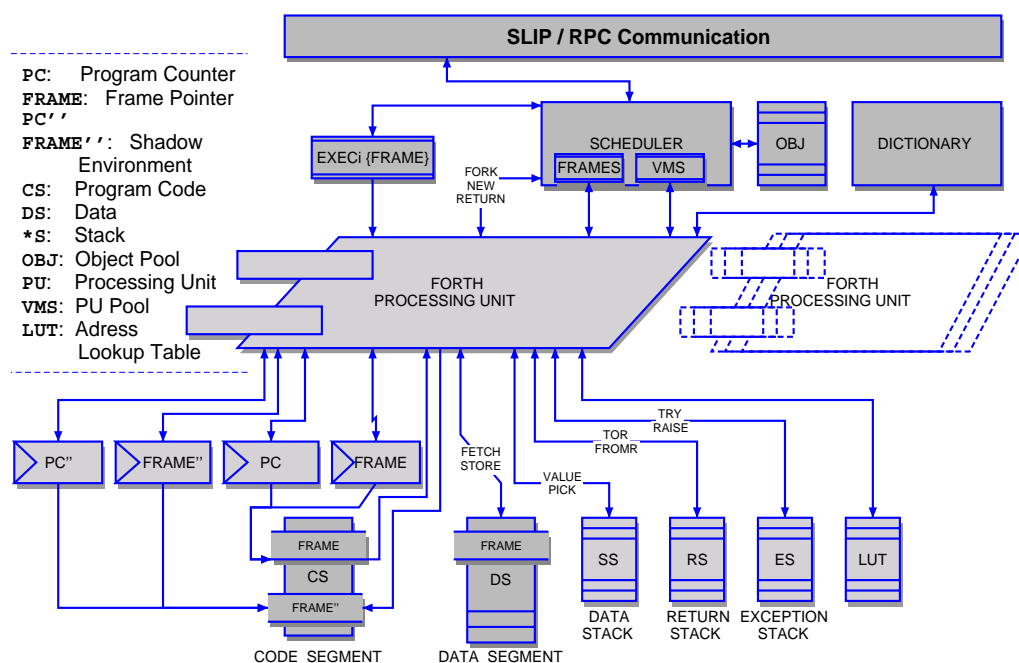 SLIP / RPC Communication
PC: Program Counter
FRAME: Frame Pointer
PC''
FRAME'': Shadow
Environment
CS: Program Code
DS: Data
*S: Stack
OBJ: Object Pool
PU: Processing Unit
VMS: PU Pool
LUT: Adress
Lookup Table
EXECi {FRAME}
FORK
NEW
RETURN
SCHEDULER
FRAMES
VMS
OBJ
DICTIONARY
FORTH
PROCESSING UNIT
FORTH
PROCESSING UNIT
PC"
FRAME"
PC
FRAME
FETCH
STORE
VALUE
PICK
TOR
FROMR
TRY
RAISE
FRAME
CS
FRAME"
CODE SEGMENT
FRAME
DS
DATA SEGMENT
SS
DATA
STACK
RS
RETURN
STACK
ES
EXCEPTION
STACK
LUT